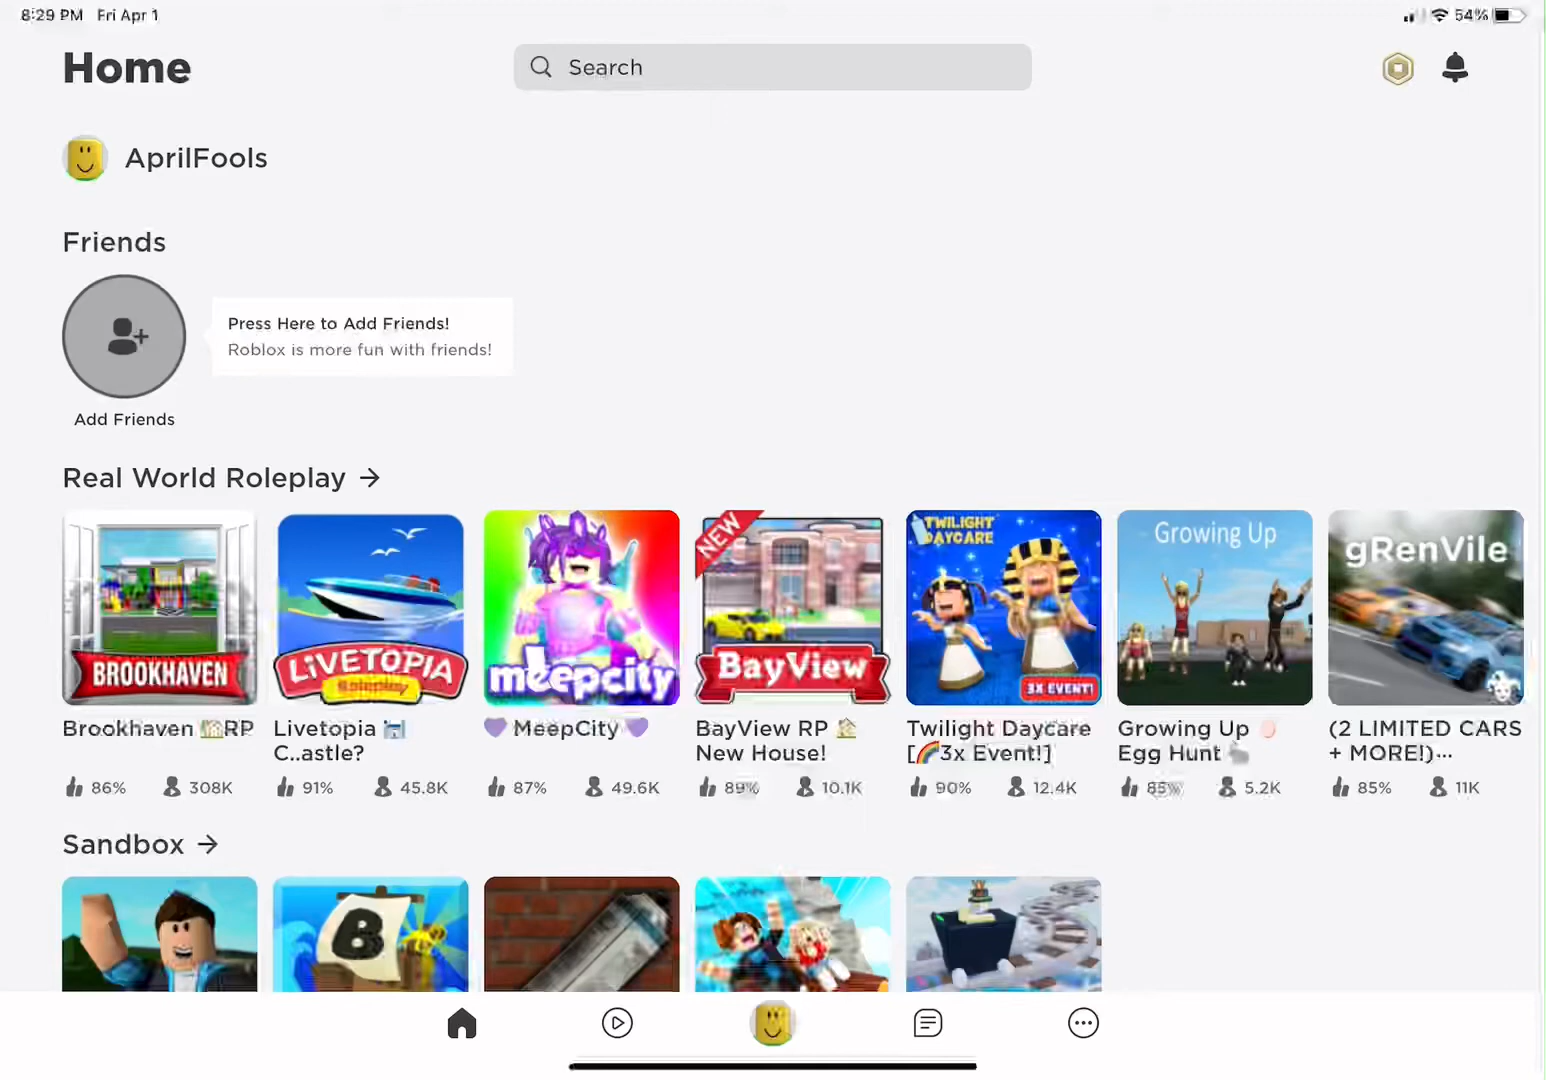 8:29 PM Fri Apr 1
54%
Home
Search
AprilFools
Friends
Press Here to Add Friends!
Roblox is more fun with friends!
Add Friends
Real World Roleplay →
BROOKHAVEN
LiVETOPiA
Roleplay
meepcity
NEW
BayView
TWILIGHT
DAYCARE
3X EVENT!
Growing Up
gRenVile
Brookhaven 🏡RP
Livetopia 🏰
C..astle?
💜 MeepCity 💜
BayView RP 🏠
New House!
Twilight Daycare
[🌈3x Event!]
Growing Up 🥚
Egg Hunt 🐇
(2 LIMITED CARS
+ MORE!)...
86% 308K
91% 45.8K
87% 49.6K
89% 10.1K
90% 12.4K
85% 5.2K
85% 11K
Sandbox →
B